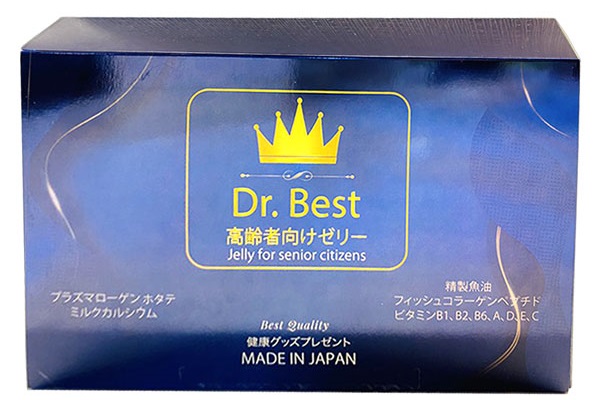 Dr. Best
高齢者向けゼリー
Jelly for senior citizens
プラズマローゲン ホタテ
ミルクカルシウム
精製魚油
フィッシュコラーゲンペプチド
ビタミンB1、B2、B6、A、D、E、C
Best Quality
健康グッズプレゼント
MADE IN JAPAN